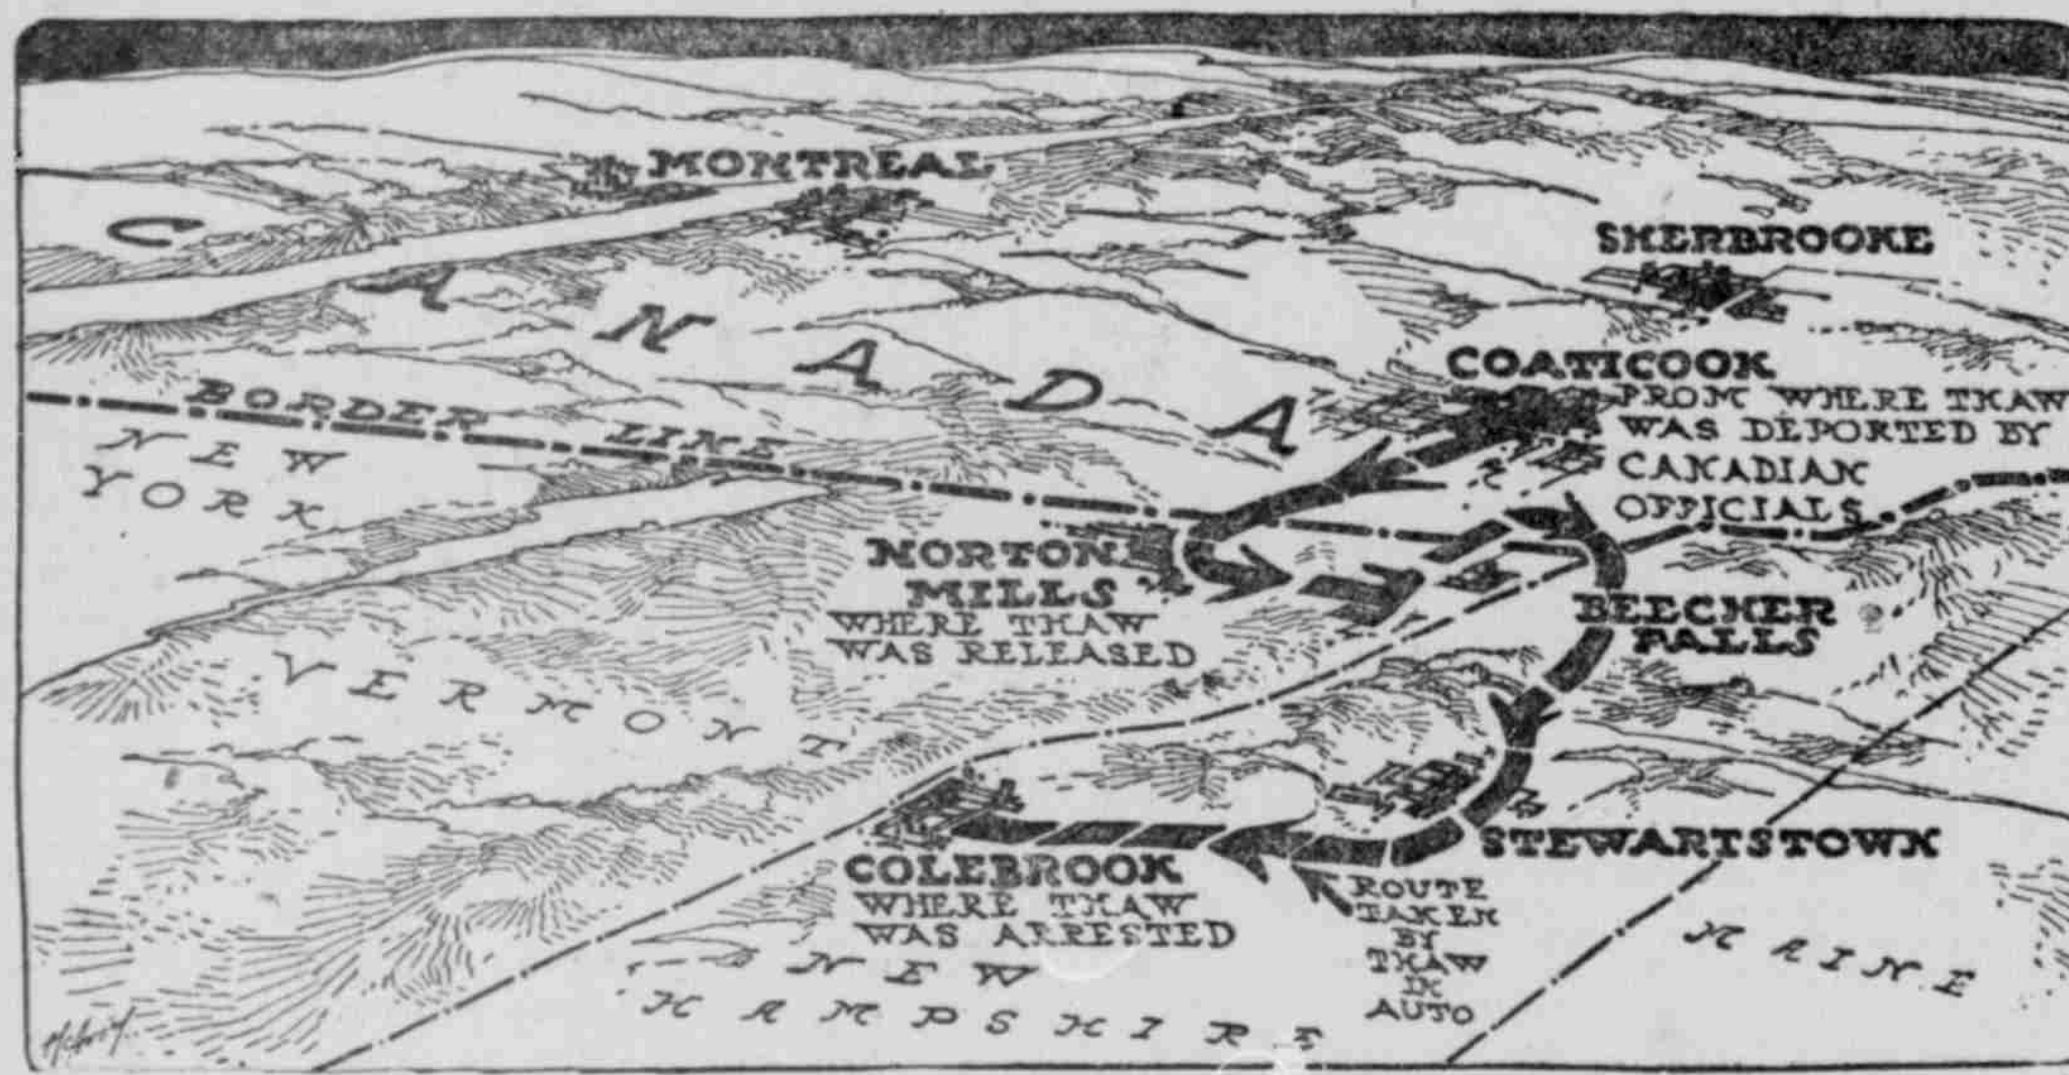 MONTREAL
CANADA
SHERBROOKE
COATICOOK
FROM WHERE THAW
WAS DEPORTED BY
CANADIAN
OFFICIALS.
BORDER LINE
NEW
YORK
NORTON
MILLS
WHERE THAW
WAS RELEASED
BEECHER
FALLS
VERMONT
STEWARTSTOWN
COLEBROOK
WHERE THAW
WAS ARRESTED
ROUTE
TAKEN
BY
THAW
IN
AUTO
NEW
HAMPSHIRE
MAINE